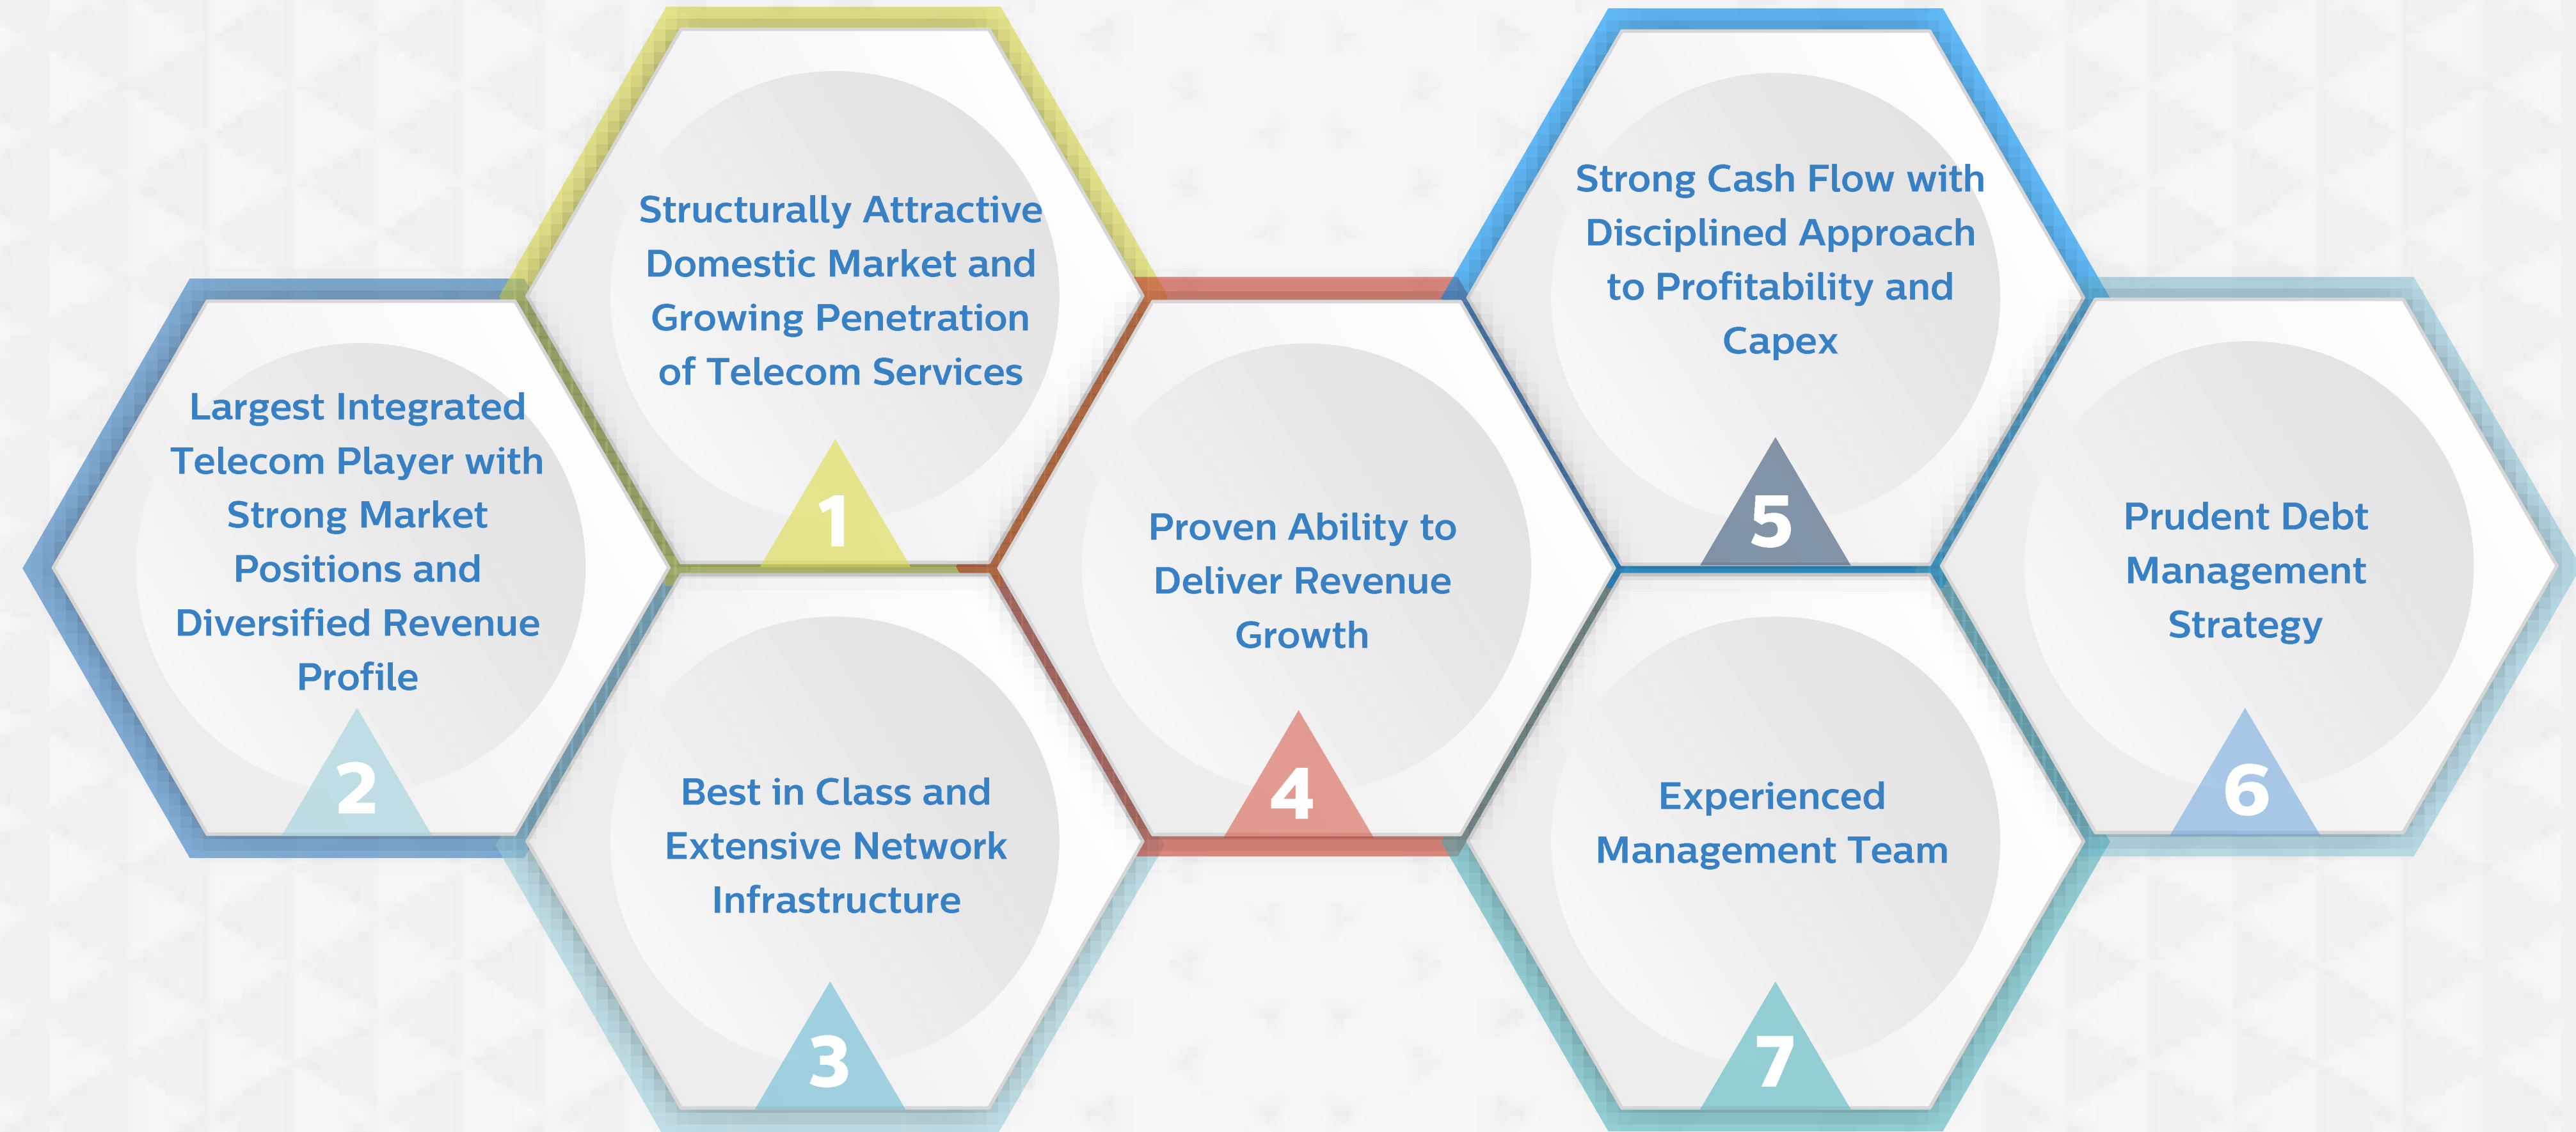 Structurally Attractive
Domestic Market and
Growing Penetration
of Telecom Services
1
Largest Integrated
Telecom Player with
Strong Market
Positions and
Diversified Revenue
Profile
2
Best in Class and
Extensive Network
Infrastructure
3
Proven Ability to
Deliver Revenue
Growth
4
Strong Cash Flow with
Disciplined Approach
to Profitability and
Capex
5
Prudent Debt
Management
Strategy
6
Experienced
Management Team
7